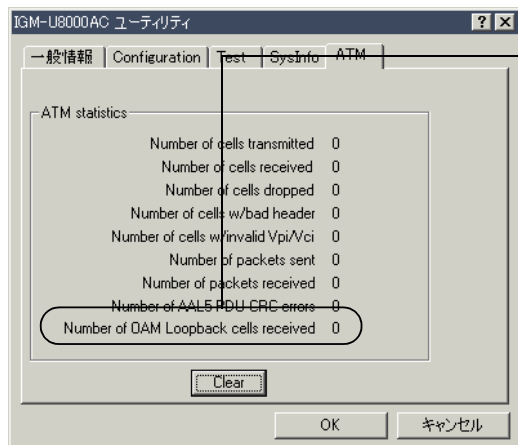 IGM-U8000AC ユーティリティ
一般情報 Configuration Test SysInfo ATM
ATM statistics
Number of cells transmitted 0
Number of cells received 0
Number of cells dropped 0
Number of cells w/bad header 0
Number of cells w/invalid Vpi/Vci 0
Number of packets sent 0
Number of packets received 0
Number of AAL5 PDU CRC errors 0
Number of OAM Loopback cells received 0
Clear
OK キャンセル